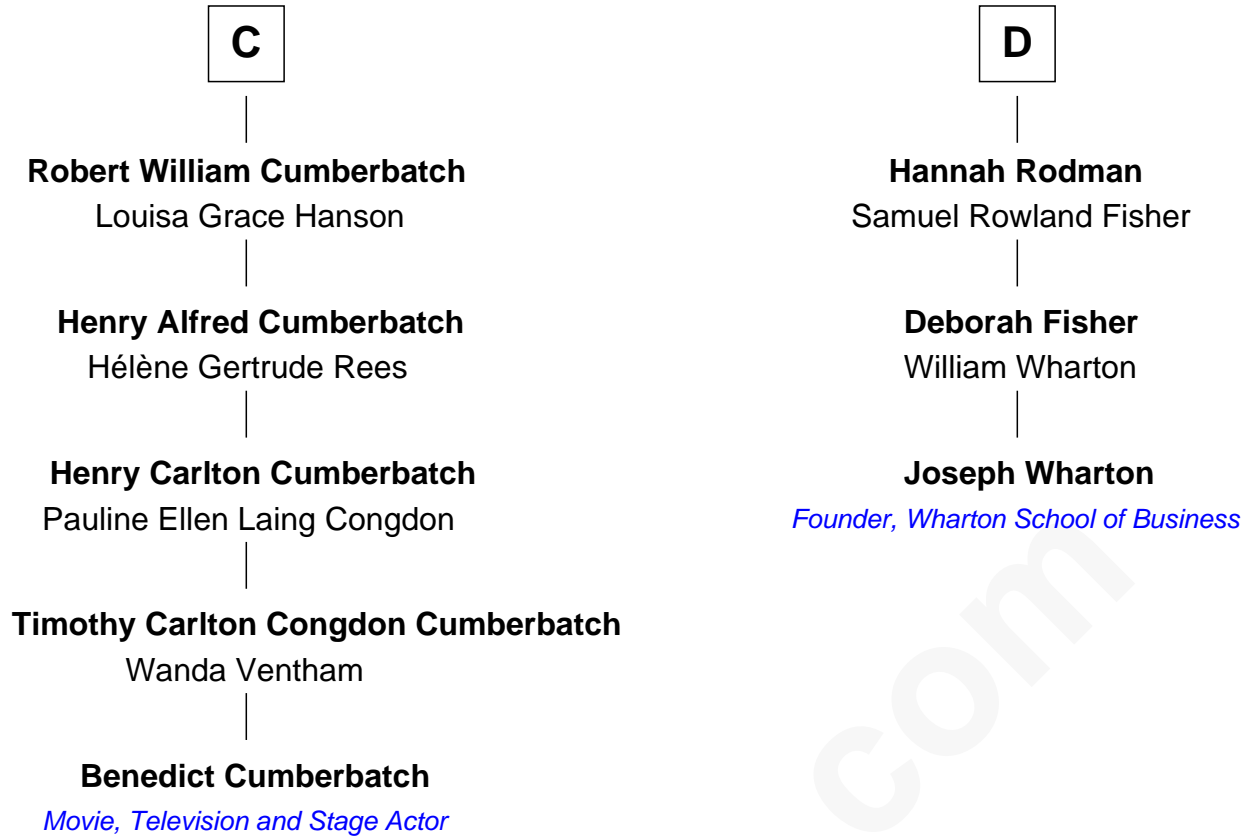 C
Robert William Cumberbatch
Louisa Grace Hanson
Henry Alfred Cumberbatch
Hélène Gertrude Rees
Henry Carlton Cumberbatch
Pauline Ellen Laing Congdon
Timothy Carlton Congdon Cumberbatch
Wanda Ventham
Benedict Cumberbatch
Movie, Television and Stage Actor
D
Hannah Rodman
Samuel Rowland Fisher
Deborah Fisher
William Wharton
Joseph Wharton
Founder, Wharton School of Business
com